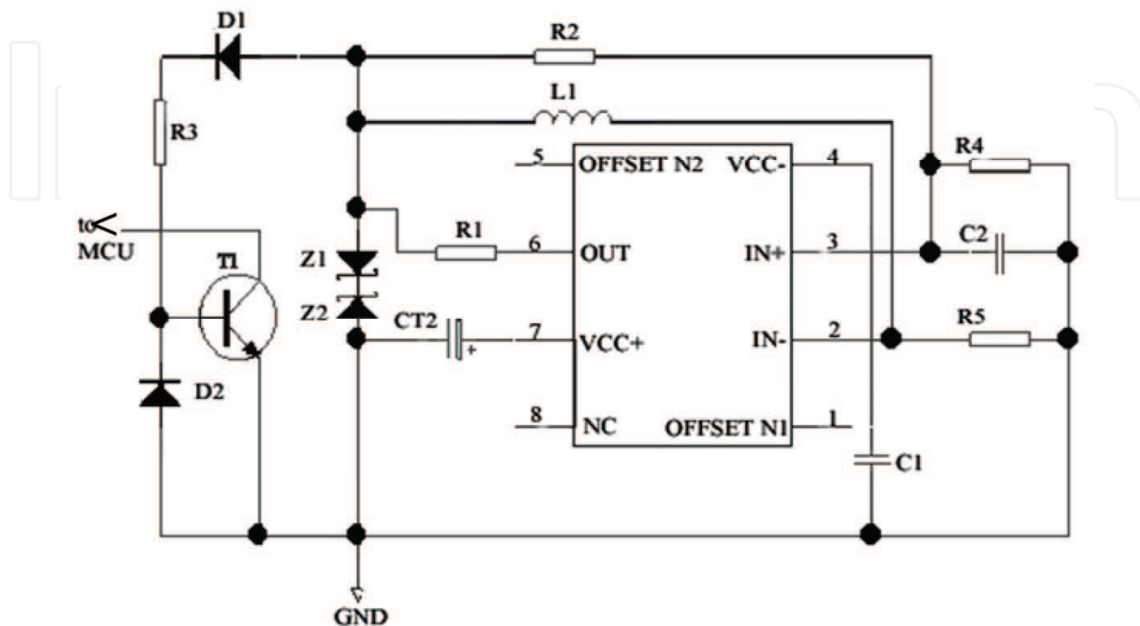 D1
R2
L1
R3
R4
5
OFFSET N2
VCC-
4
to
MCU
R1
6
OUT
IN+
3
C2
Z1
T1
Z2
CT2
7
VCC+
IN-
2
R5
+
D2
8
NC
OFFSET N1
1
C1
GND